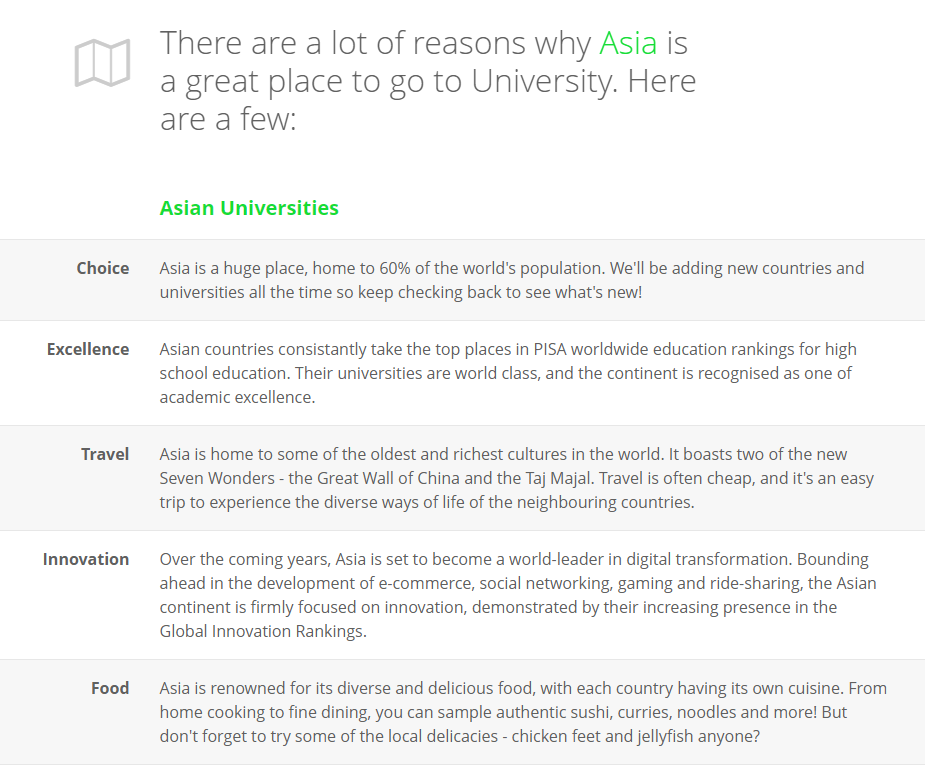 There are a lot of reasons why Asia is
a great place to go to University. Here
are a few:
Asian Universities
Choice
Asia is a huge place, home to 60% of the world's population. We'll be adding new countries and
universities all the time so keep checking back to see what's new!
Excellence
Asian countries consistantly take the top places in PISA worldwide education rankings for high
school education. Their universities are world class, and the continent is recognised as one of
academic excellence.
Travel
Asia is home to some of the oldest and richest cultures in the world. It boasts two of the new
Seven Wonders - the Great Wall of China and the Taj Majal. Travel is often cheap, and it's an easy
trip to experience the diverse ways of life of the neighbouring countries.
Innovation
Over the coming years, Asia is set to become a world-leader in digital transformation. Bounding
ahead in the development of e-commerce, social networking, gaming and ride-sharing, the Asian
continent is firmly focused on innovation, demonstrated by their increasing presence in the
Global Innovation Rankings.
Food
Asia is renowned for its diverse and delicious food, with each country having its own cuisine. From
home cooking to fine dining, you can sample authentic sushi, curries, noodles and more! But
don't forget to try some of the local delicacies - chicken feet and jellyfish anyone?